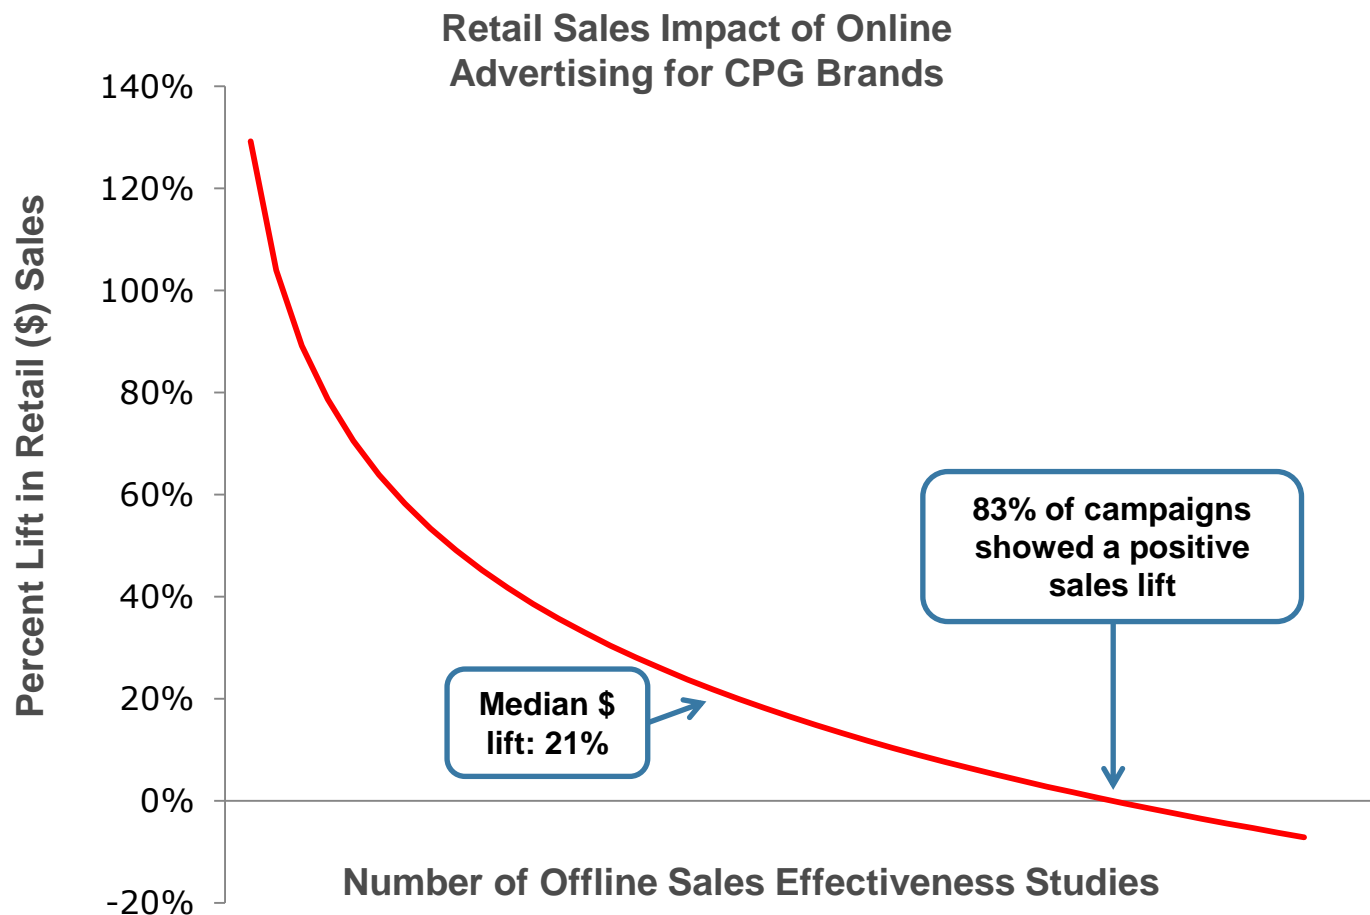 Retail Sales Impact of Online
Advertising for CPG Brands
140%
120%
100%
80%
60%
40%
20%
0%
-20%
Percent Lift in Retail ($) Sales
83% of campaigns
showed a positive
sales lift
Median $
lift: 21%
Number of Offline Sales Effectiveness Studies